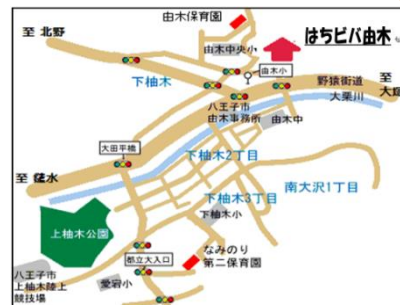 由木保育園
至 北野
由木中央小
はちビバ由木
下柚木
由木小
野猿街道
至
大栗川
八王子市
由木事務所
由木中
大田平橋
下柚木2丁目
至
下柚木3丁目
南大沢1丁目
下柚木小
上柚木公園
なみのり
第二保育園
都立大入口
八王子市
上柚木陸上
競技場
愛宕小